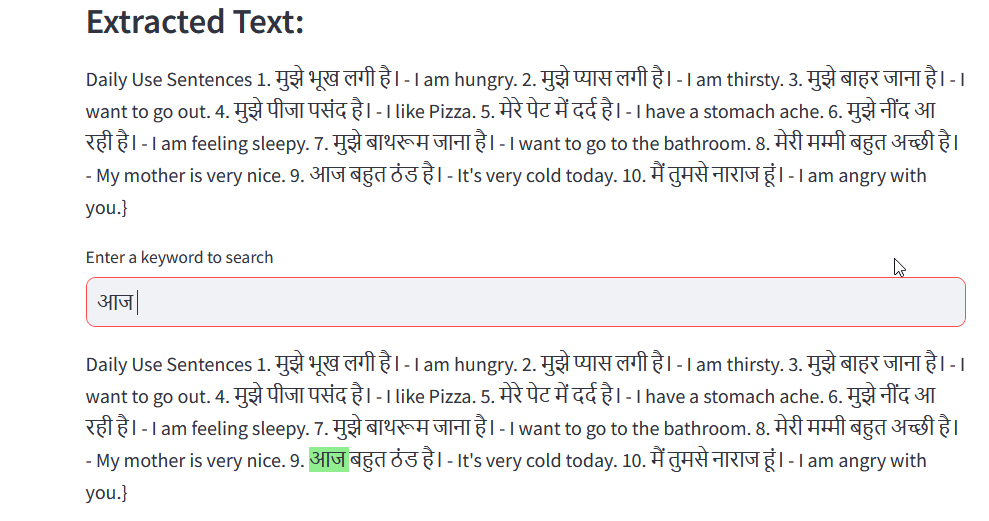 Extracted Text:
Daily Use Sentences 1. मुझे भूख लगी है। - I am hungry. 2. मुझे प्यास लगी है। - I am thirsty. 3. मुझे बाहर जाना है। - I
want to go out. 4. मुझे पीजा पसंद है। - I like Pizza. 5. मेरे पेट में दर्द है। - I have a stomach ache. 6. मुझे नींद आ
रही है। - I am feeling sleepy. 7. मुझे बाथरूम जाना है। - I want to go to the bathroom. 8. मेरी मम्मी बहुत अच्छी है।
- My mother is very nice. 9. आज बहुत ठंड है। - It's very cold today. 10. मैं तुमसे नाराज हूं। - I am angry with
you.}
Enter a keyword to search
आज
Daily Use Sentences 1. मुझे भूख लगी है। - I am hungry. 2. मुझे प्यास लगी है। - I am thirsty. 3. मुझे बाहर जाना है। - I
want to go out. 4. मुझे पीजा पसंद है। - I like Pizza. 5. मेरे पेट में दर्द है। - I have a stomach ache. 6. मुझे नींद आ
रही है। - I am feeling sleepy. 7. मुझे बाथरूम जाना है। - I want to go to the bathroom. 8. मेरी मम्मी बहुत अच्छी है।
- My mother is very nice. 9. आज बहुत ठंड है। - It's very cold today. 10. मैं तुमसे नाराज हूं। - I am angry with
you.}